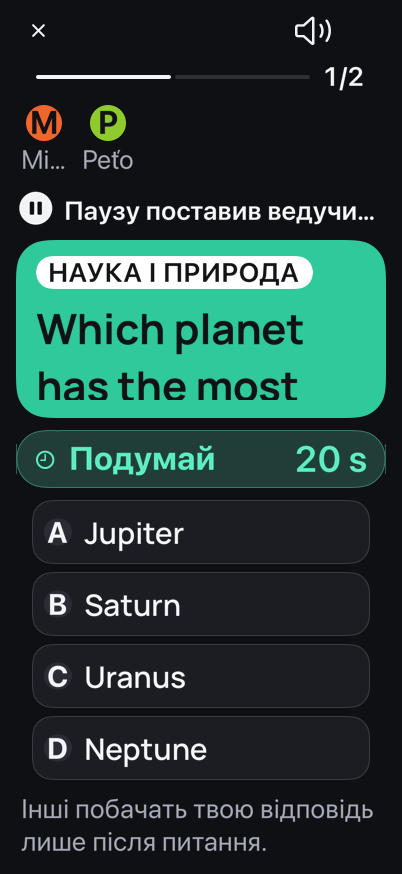 1/2
M P
Mi... Peťo
Паузу поставив ведучи...
НАУКА І ПРИРОДА
Which planet
has the most
Подумай 20 s
A Jupiter
B Saturn
C Uranus
D Neptune
Інші побачать твою відповідь
лише після питання.